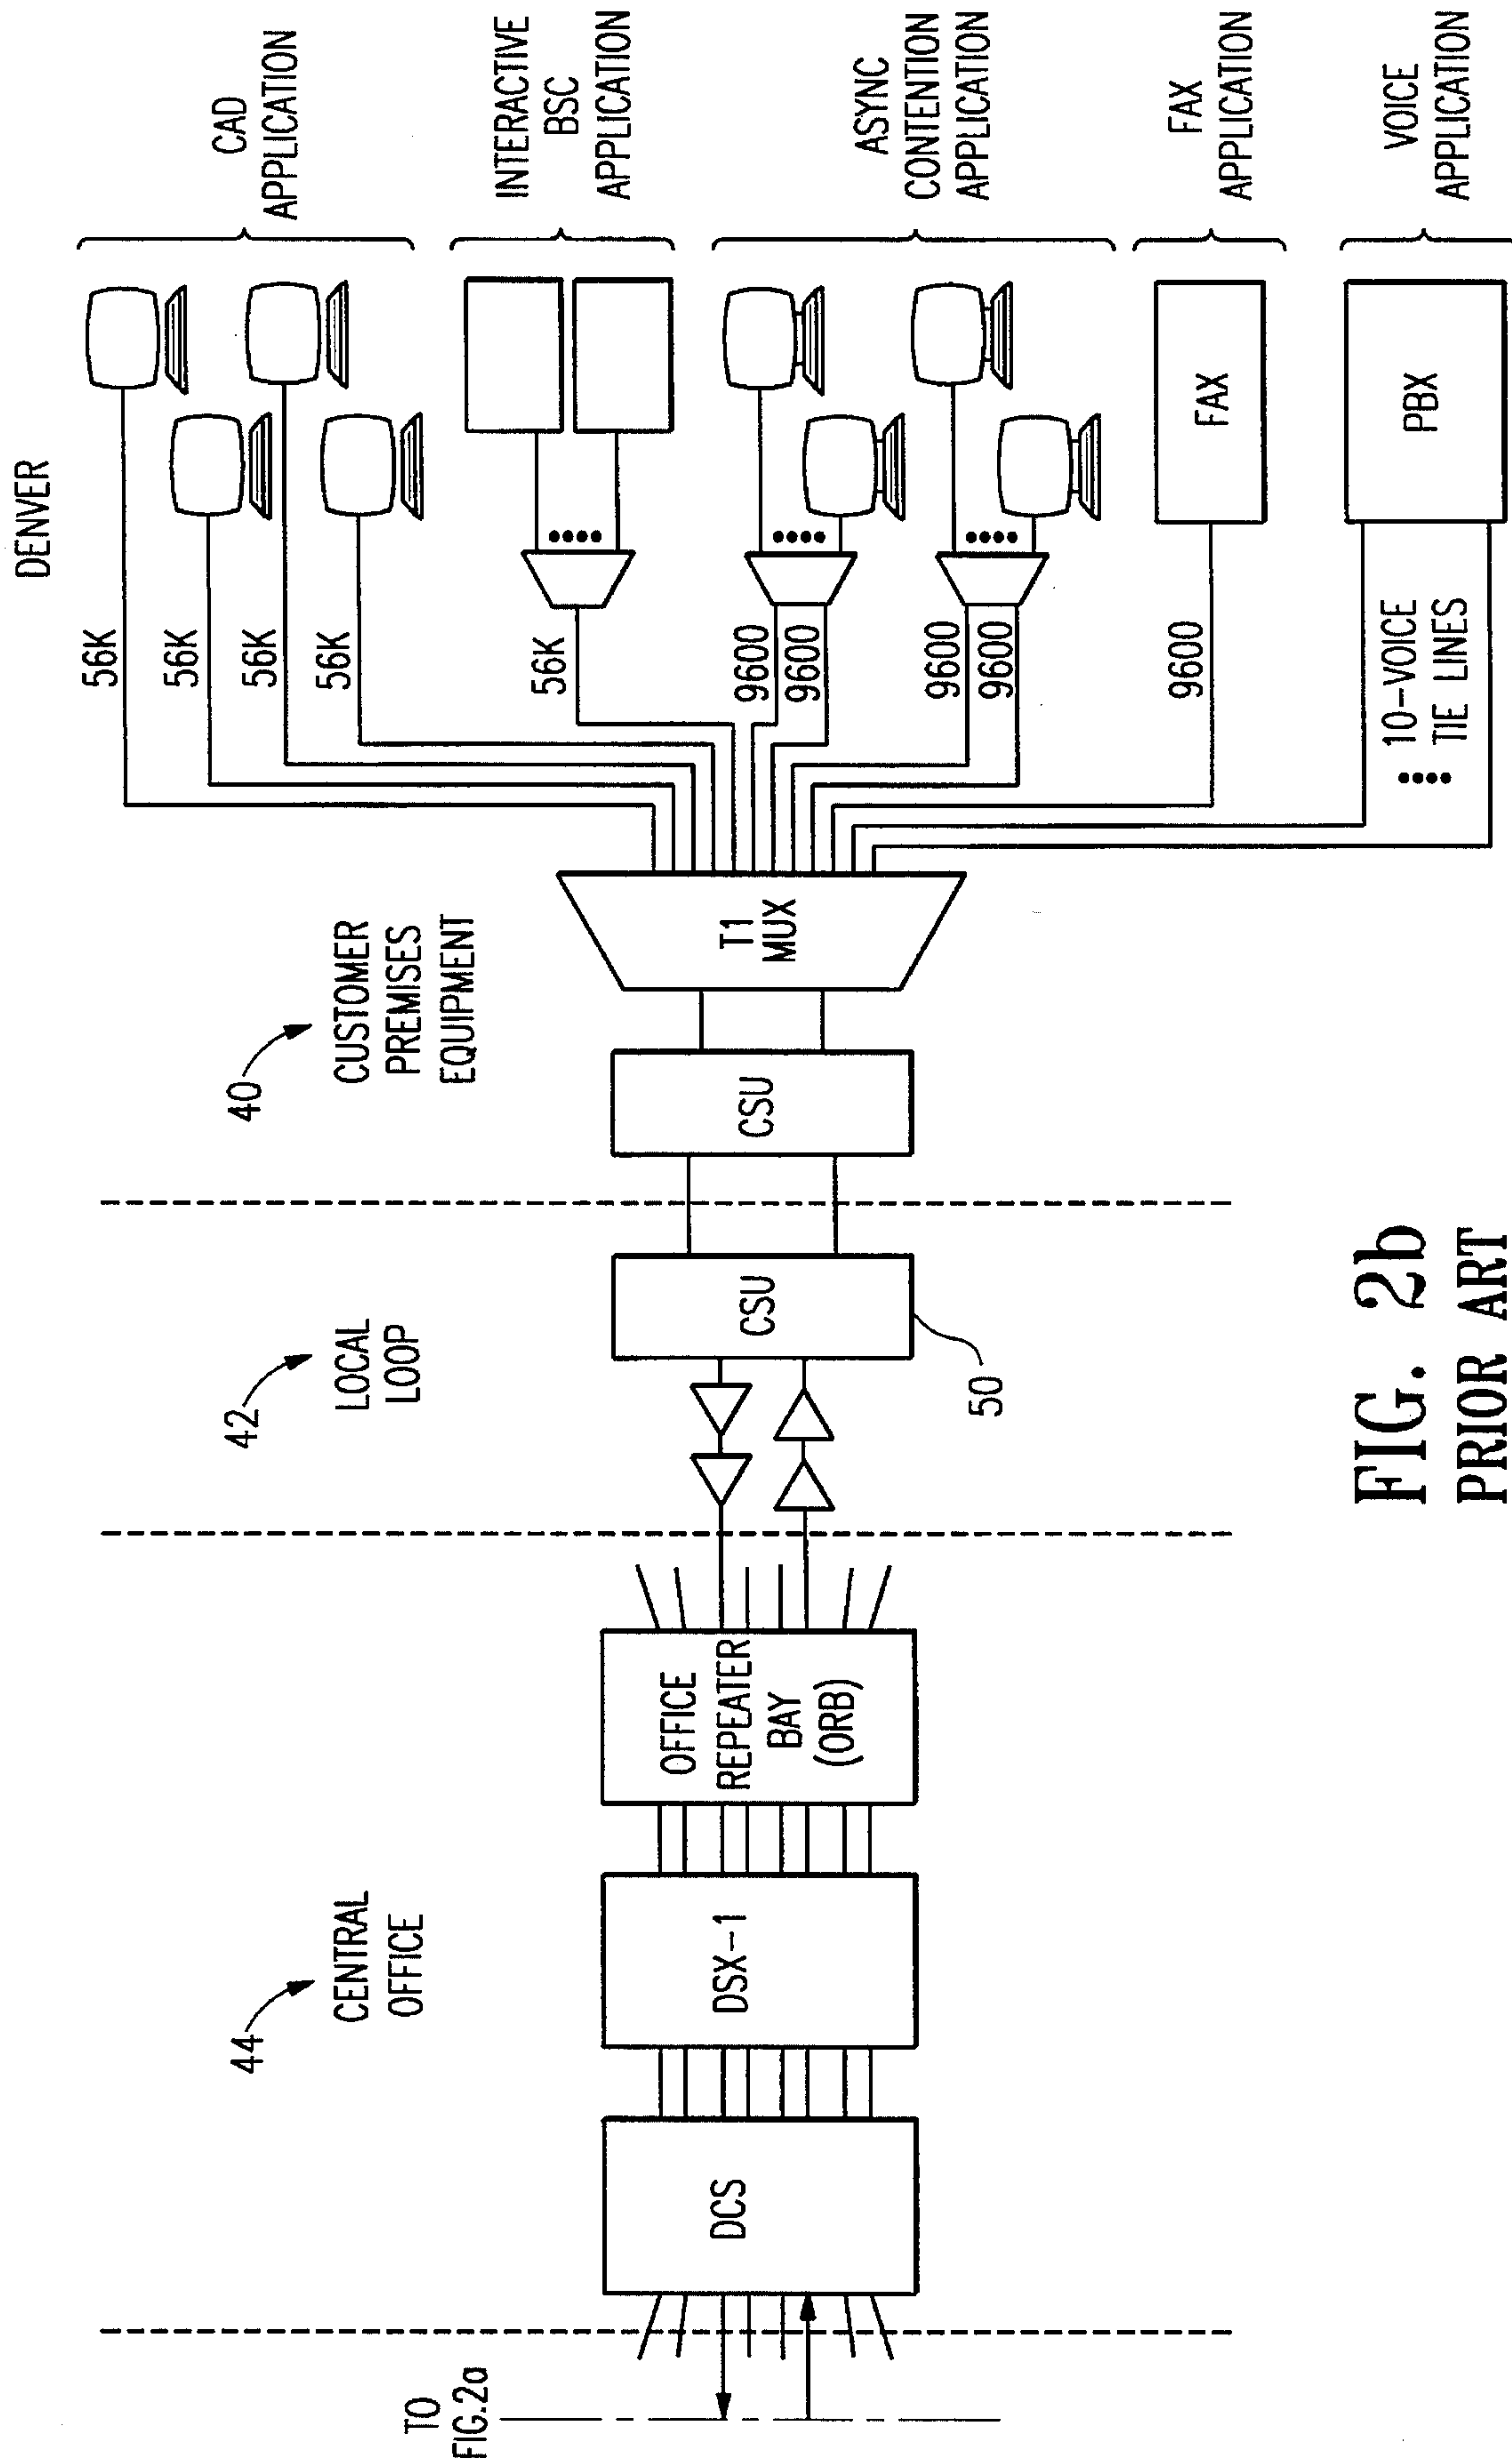 DENVER
56K
56K
56K
56K
CAD
APPLICATION
56K
INTERACTIVE
BSC
APPLICATION
9600
9600
9600
9600
ASYNC
CONTENTION
APPLICATION
9600
FAX
FAX
APPLICATION
10-VOICE
TIE LINES
PBX
VOICE
APPLICATION
40
CUSTOMER
PREMISES
EQUIPMENT
T1
MUX
CSU
42
LOCAL
LOOP
CSU
50
44
CENTRAL
OFFICE
OFFICE
REPEATER
BAY
(ORB)
DSX-1
DCS
TO
FIG.2a
FIG. 2b
PRIOR ART